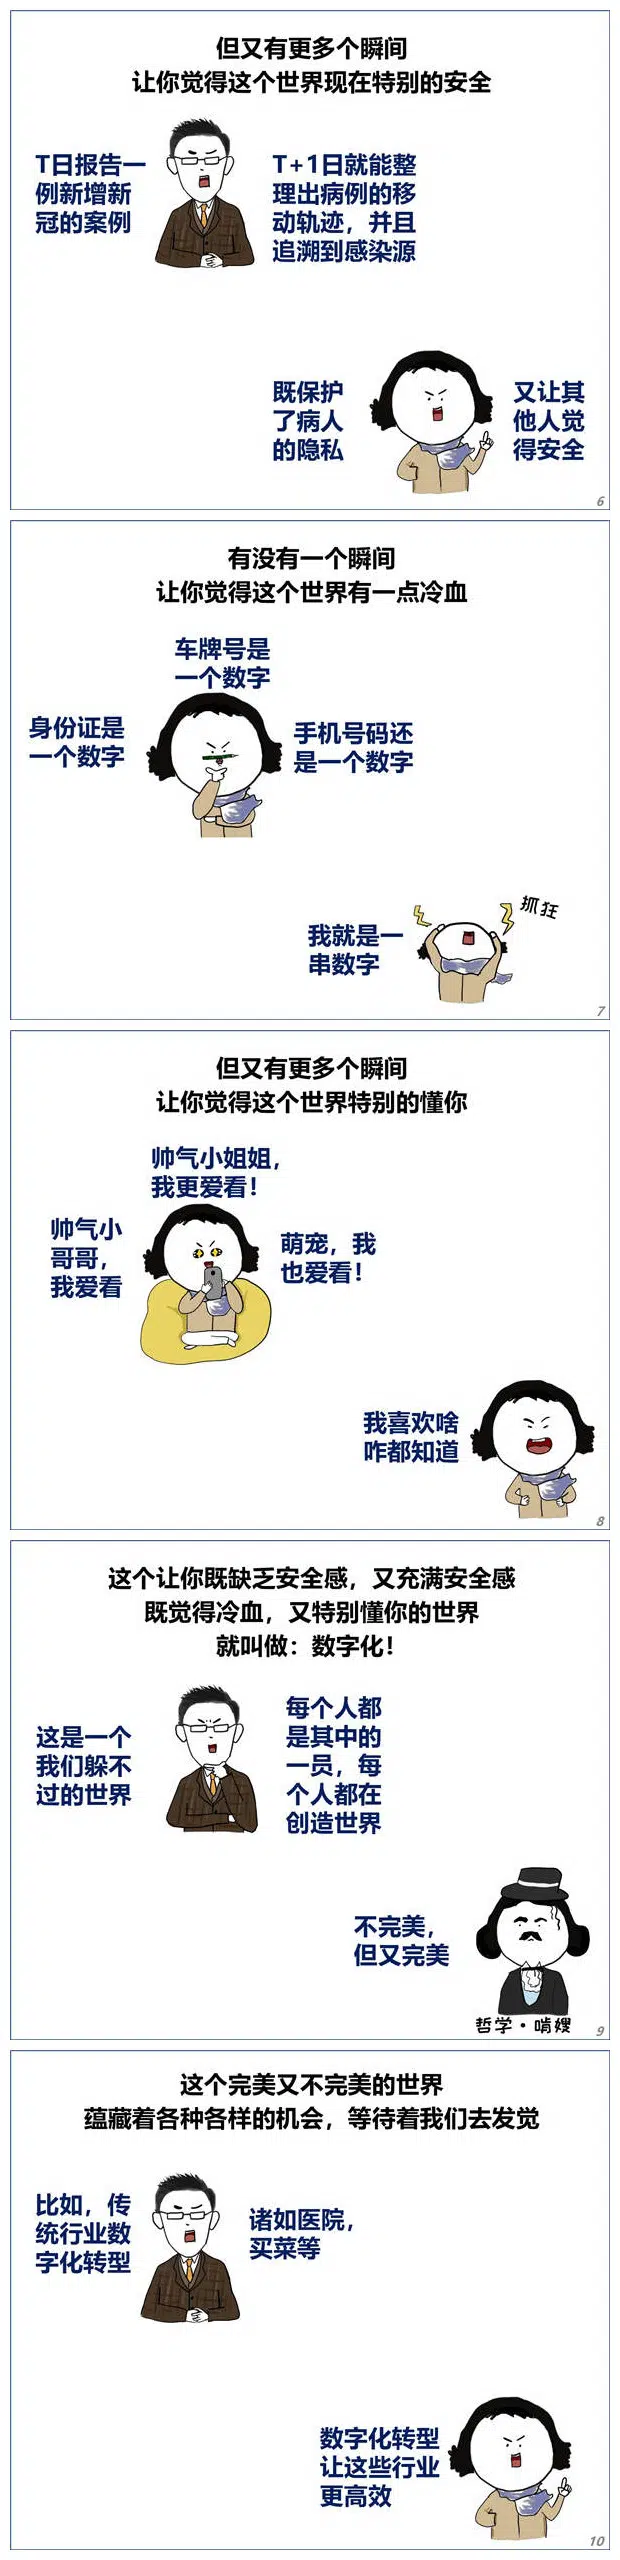 但又有更多个瞬间
让你觉得这个世界现在特别的安全
T日报告一
例新增新
冠的案例
T+1日就能整
理出病例的移
动轨迹，并且
追溯到感染源
既保护
了病人
的隐私
又让其
他人觉
得安全
6
有没有一个瞬间
让你觉得这个世界有一点冷血
车牌号是
一个数字
身份证是
一个数字
手机号码还
是一个数字
抓狂
我就是一
串数字
7
但又有更多个瞬间
让你觉得这个世界特别的懂你
帅气小姐姐，
我更爱看！
帅气小
哥哥，
我爱看
萌宠，我
也爱看！
我喜欢啥
咋都知道
8
这个让你既缺乏安全感，又充满安全感
既觉得冷血，又特别懂你的世界
就叫做：数字化！
这是一个
我们躲不
过的世界
每个人都
是其中的
一员，每
个人都在
创造世界
不完美，
但又完美
哲学·啃嫂
9
这个完美又不完美的世界
蕴藏着各种各样的机会，等待着我们去发觉
比如，传
统行业数
字化转型
诸如医院，
买菜等
数字化转型
让这些行业
更高效
10